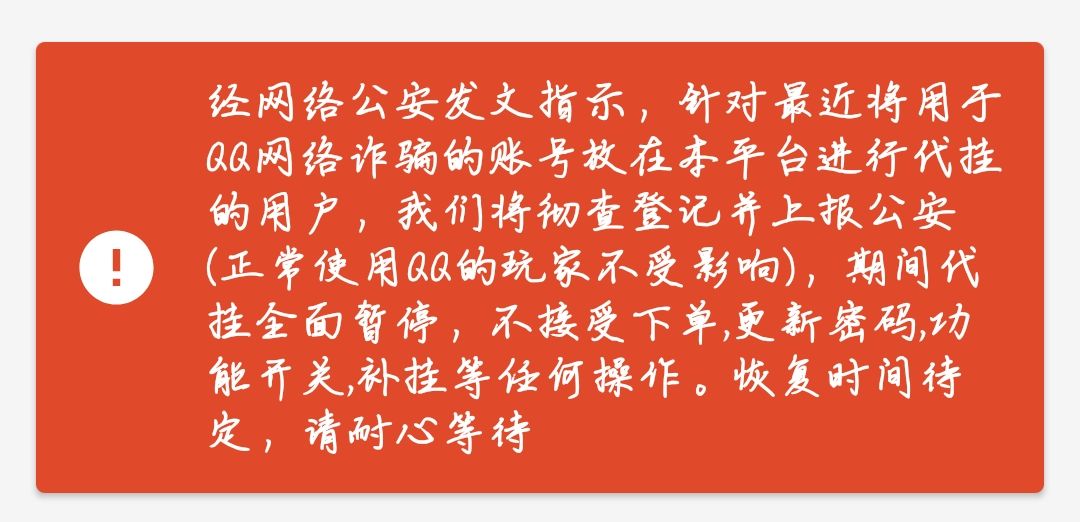 经网络公安发文指示，针对最近将用于
QQ网络诈骗的账号放在本平台进行代挂
的用户，我们将彻查登记并上报公安
(正常使用QQ的玩家不受影响)，期间代
挂全面暂停，不接受下单,更新密码,功
能开关,补挂等任何操作。恢复时间待
定，请耐心等待